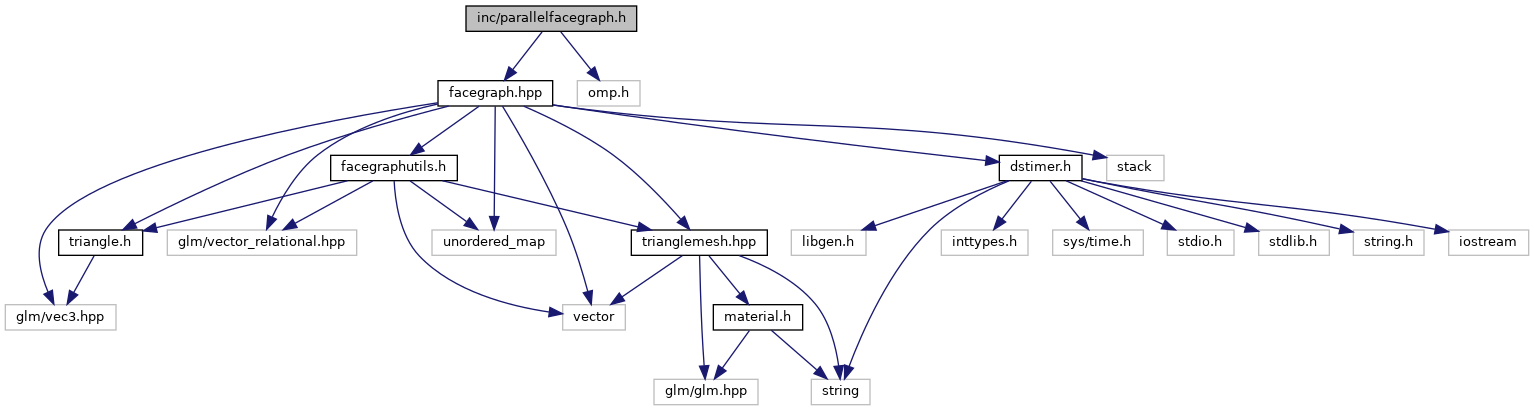 inc/parallelfacegraph.h
facegraph.hpp
omp.h
facegraphutils.h
dstimer.h
stack
triangle.h
glm/vector_relational.hpp
unordered_map
trianglemesh.hpp
libgen.h
inttypes.h
sys/time.h
stdio.h
stdlib.h
string.h
iostream
glm/vec3.hpp
vector
material.h
glm/glm.hpp
string